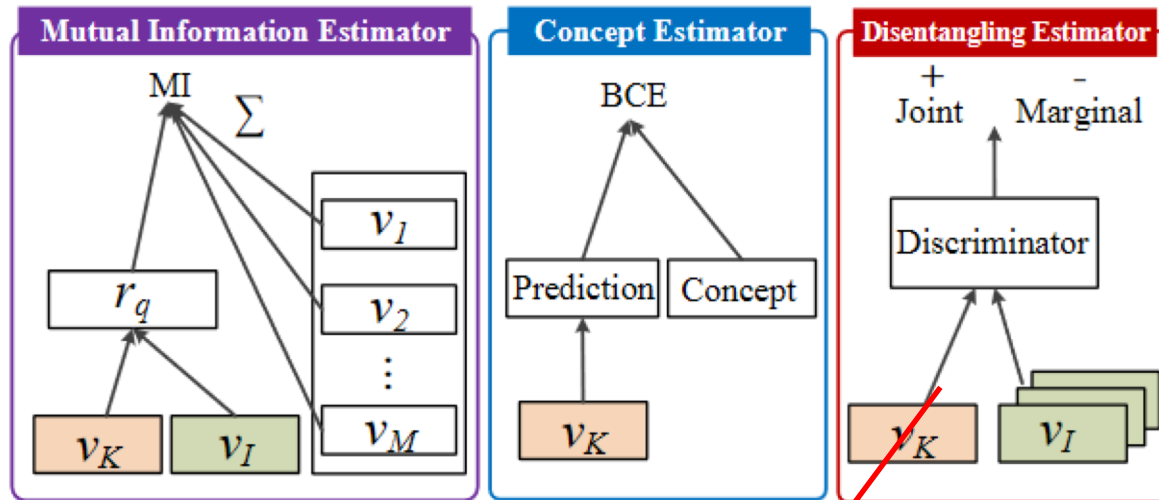 Mutual Information Estimator
MI
∑
v_1
r_q
v_2
⋮
v_K
v_I
v_M
Concept Estimator
BCE
Prediction
Concept
v_K
Disentangling Estimator
+ -
Joint Marginal
Discriminator
v_K
v_I